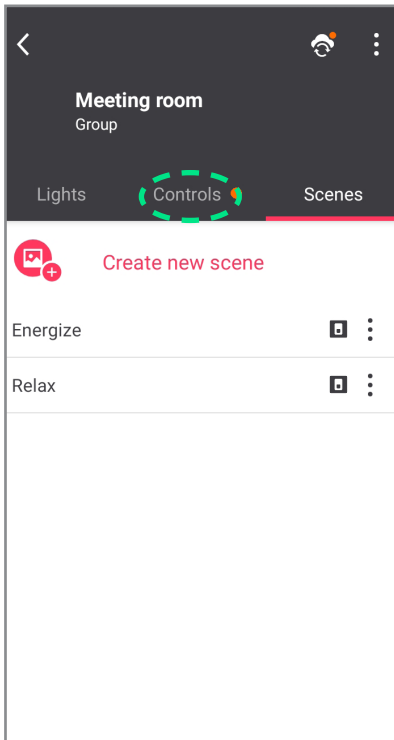 Meeting room
Group
Lights Controls Scenes
Create new scene
Energize
Relax